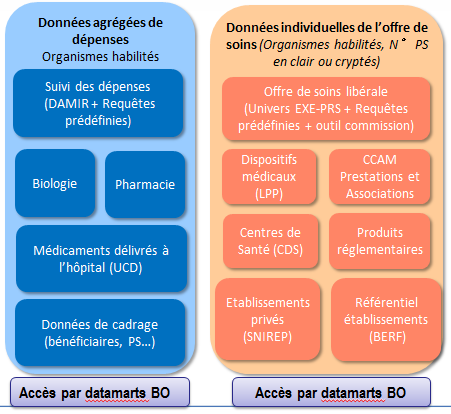 Données agrégées de
dépenses
Organismes habilités
Suivi des dépenses
(DAMIR + Requêtes
prédéfinies)
Biologie
Pharmacie
Médicaments délivrés à
l'hôpital (UCD)
Données de cadrage
(bénéficiaires, PS...)
Accès par datamarts BO
Données individuelles de l'offre de
soins (Organismes habilités, N° PS
en clair ou cryptés)
Offre de soins libérale
(Univers EXE-PRS + Requêtes
prédéfinies + outil commission)
Dispositifs
médicaux
(LPP)
CCAM
Prestations et
Associations
Centres de
Santé (CDS)
Produits
réglementaires
Etablissements
privés
(SNIREP)
Référentiel
établissements
(BERF)
Accès par datamarts BO